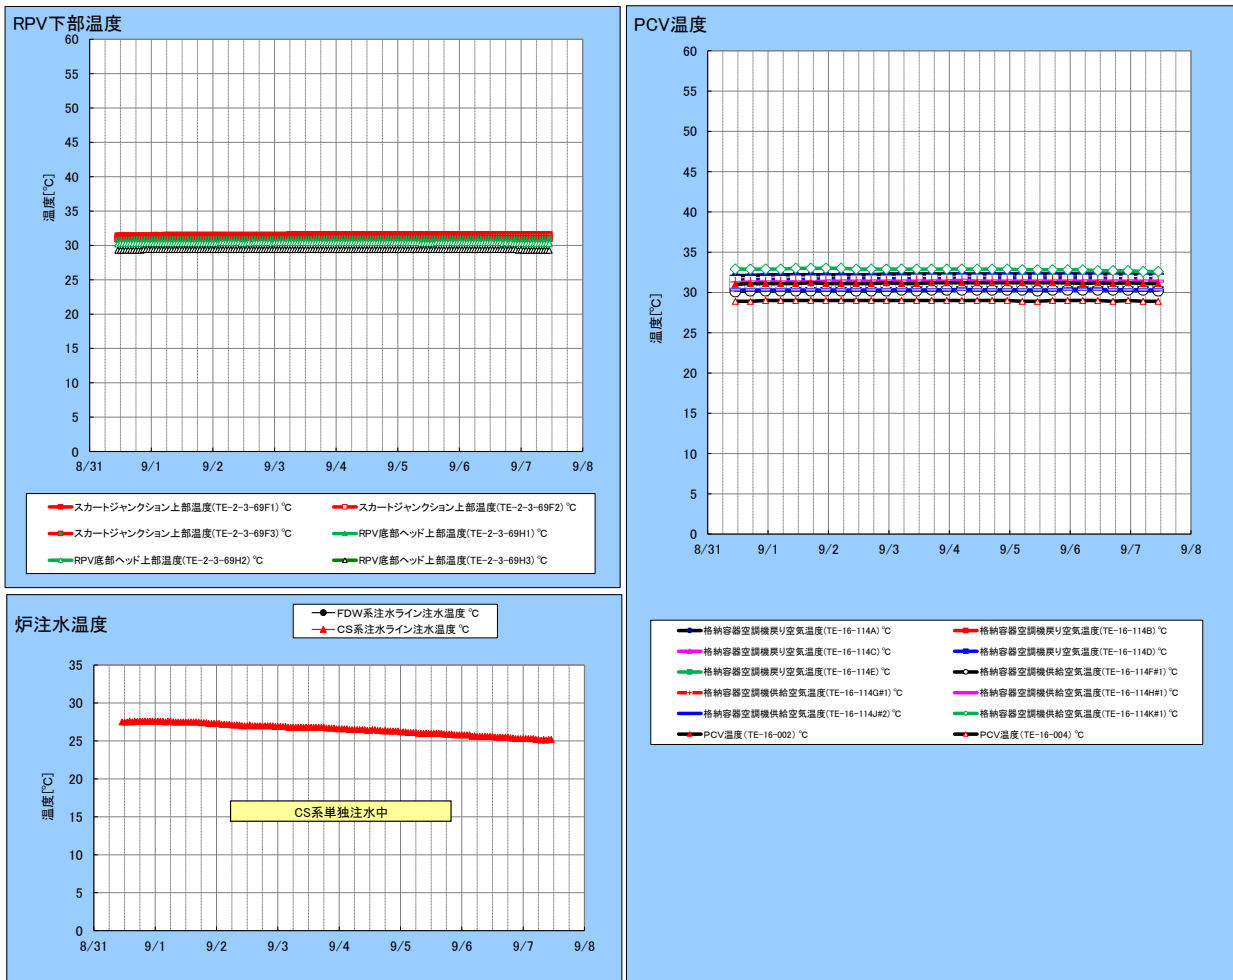 RPV下部温度
60
55
50
45
40
35
30
25
20
15
10
5
0
温度[℃]
8/31 9/1 9/2 9/3 9/4 9/5 9/6 9/7 9/8
スカートジャンクション上部温度(TE-2-3-69F1) ℃ スカートジャンクション上部温度(TE-2-3-69F2) ℃
スカートジャンクション上部温度(TE-2-3-69F3) ℃ RPV底部ヘッド上部温度(TE-2-3-69H1) ℃
RPV底部ヘッド上部温度(TE-2-3-69H2) ℃ RPV底部ヘッド上部温度(TE-2-3-69H3) ℃
炉注水温度
FDW系注水ライン注水温度 ℃
CS系注水ライン注水温度 ℃
35
30
25
20
15
10
5
0
温度[℃]
CS系単独注水中
8/31 9/1 9/2 9/3 9/4 9/5 9/6 9/7 9/8
PCV温度
60
55
50
45
40
35
30
25
20
15
10
5
0
温度[℃]
8/31 9/1 9/2 9/3 9/4 9/5 9/6 9/7 9/8
格納容器空調機戻り空気温度(TE-16-114A) ℃ 格納容器空調機戻り空気温度(TE-16-114B) ℃
格納容器空調機戻り空気温度(TE-16-114C) ℃ 格納容器空調機戻り空気温度(TE-16-114D) ℃
格納容器空調機戻り空気温度(TE-16-114E) ℃ 格納容器空調機供給空気温度(TE-16-114F#1) ℃
格納容器空調機供給空気温度(TE-16-114G#1) ℃ 格納容器空調機供給空気温度(TE-16-114H#1) ℃
格納容器空調機供給空気温度(TE-16-114J#2) ℃ 格納容器空調機供給空気温度(TE-16-114K#1) ℃
PCV温度(TE-16-002) ℃ PCV温度(TE-16-004) ℃